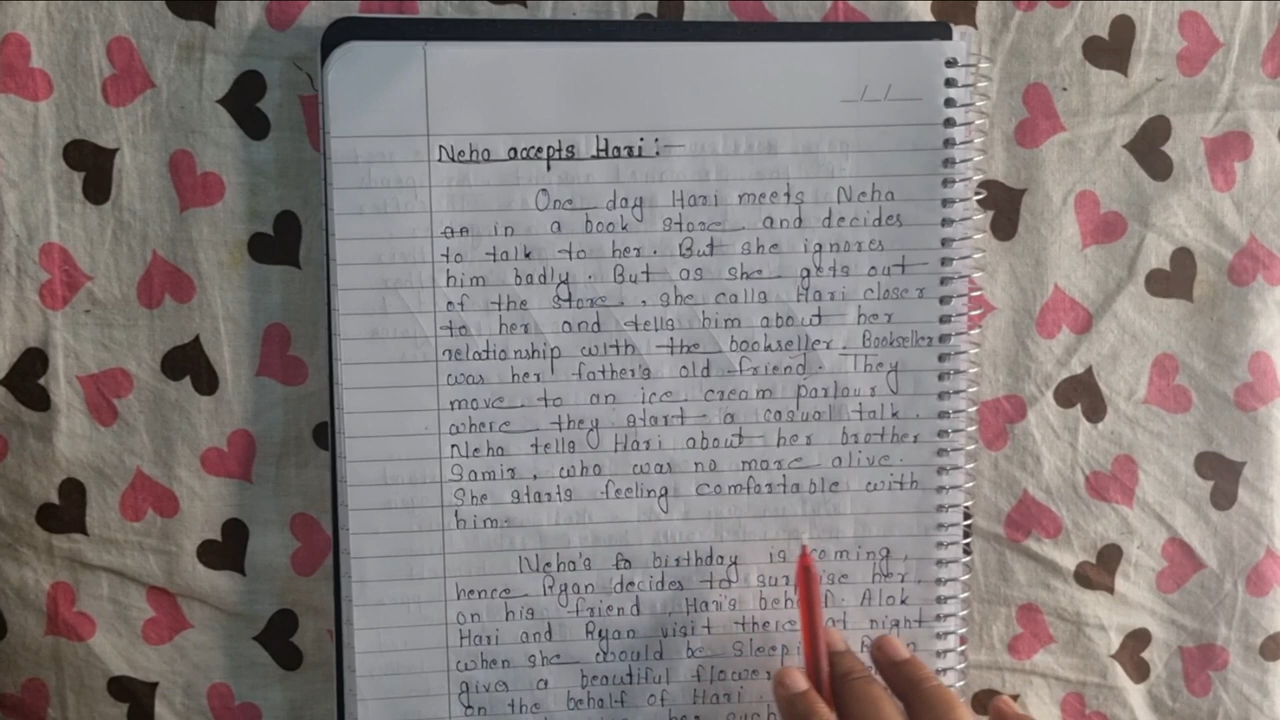 _/_/_
Neha accepts Hari :-
One day Hari meets Neha
an in a book store, and decides
to talk to her. But she ignores
him badly. But as she gets out
of the store, she calls Hari closer
to her and tells him about her
relationship with the bookseller. Bookseller
was her father's old friend. They
move to an ice cream parlour
where they start a casual talk.
Neha tells Hari about her brother
Samir, who was no more alive.
She starts feeling comfortable with
him.
Neha's birthday is coming,
hence Ryan decides to surprise her
on his friend, Hari's behalf. Alok
Hari and Ryan visit there at night
when she would be
give a beautiful flower
on the behalf of Hari.
her such